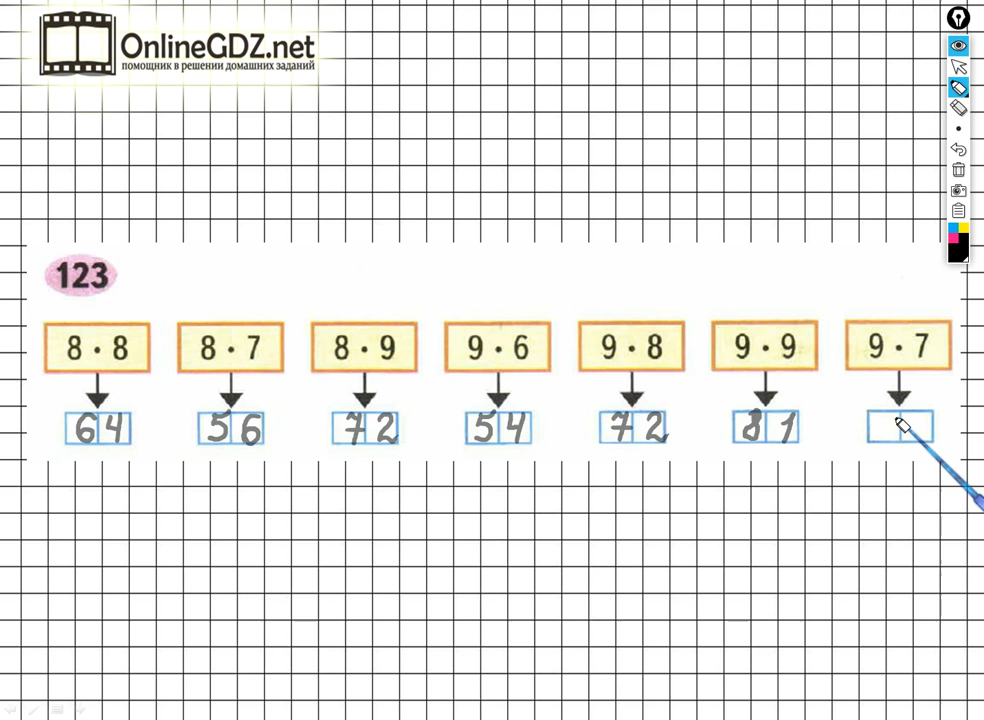 OnlineGDZ.net
помощник в решении домашних заданий
123
8 · 8 8 · 7 8 · 9 9 · 6 9 · 8 9 · 9 9 · 7
64 56 72 54 72 81